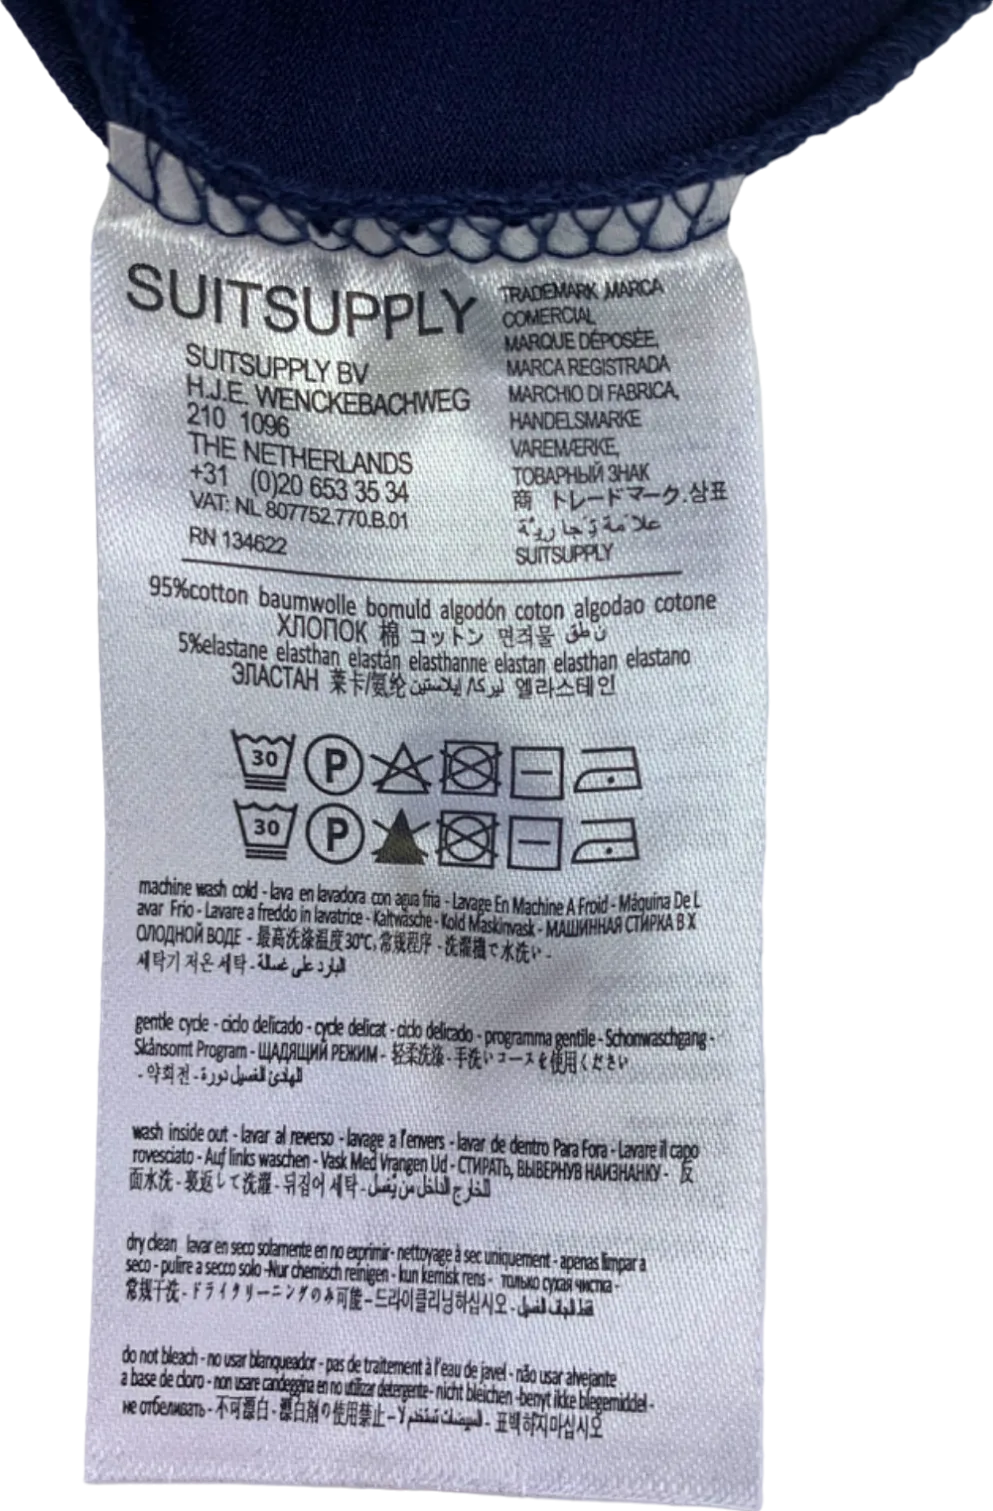 SUITSUPPLY
SUITSUPPLY BV
H.J.E. WENCKEBACHWEG
210 1096
THE NETHERLANDS
+31 (0)20 653 35 34
VAT: NL 807752.770.B.01
RN 134622
TRADEMARK MARCA
COMERCIAL
MARQUE DÉPOSÉE,
MARCA REGISTRADA
MARCHIO DI FABRICA,
HANDELSMARKE
VAREMÆRKE,
ТОВАРНЫЙ ЗНАК
商 トレードマーク.삼표
SUITSUPPLY
95%cotton baumwolle bomuld algodón coton algodao cotone
ХЛОПОК 棉 コットン 면직물
5%elastane elasthan elastán elasthanne elastan elasthan elastano
ЭЛАСТАН 莱卡/氨纶 엘라스테인
30 P
30 P
machine wash cold - lava en lavadora con agua fria - Lavage En Machine A Froid - Máquina De L
avar Frio - Lavare a freddo in lavatrice - Kaltwäsche - Kold Maskinvask - МАШИННАЯ СТИРКА В Х
ОЛОДНОЙ ВОДЕ - 最高洗涤温度30℃,常规程序 - 洗濯機で水洗い -
세탁기 저온 세탁 - البارد على غسالة
gentle cycle - ciclo delicado - cycle delicat - ciclo delicado - programma gentile - Schonwaschgang -
Skånsomt Program - ЩАДЯЩИЙ РЕЖИМ - 轻柔洗涤 - 手洗いコースを使用ください
- 약회전 -
wash inside out - lavar al reverso - lavage a l'envers - lavar de dentro Para Fora - Lavare il capo
rovesciato - Auf links waschen - Vask Med Vrangen Ud - СТИРАТЬ, ВЫВЕРНУВ НАИЗНАНКУ - 反
面水洗 - 裏返して洗濯 - 뒤집어 세탁 -
dry clean lavar en seco solamente en no exprimir - nettoyage à sec uniquement - apenas limpar a
seco - pulire a secco solo -Nur chemisch reinigen - kun kemisk rens - только сухая чистка -
常规干洗 - ドライクリーニングのみ可能 - 드라이클리닝하십시오 -
do not bleach - no usar blanqueador - pas de traitement à l'eau de javel - não usar alvejante
a base de cloro - non usare candeggina en no utilizar detergente- nicht bleichen -benyt ikke blegemiddel -
не отбеливать - 不可漂白 - 漂白剤の使用禁止 - 표백하지마십시오